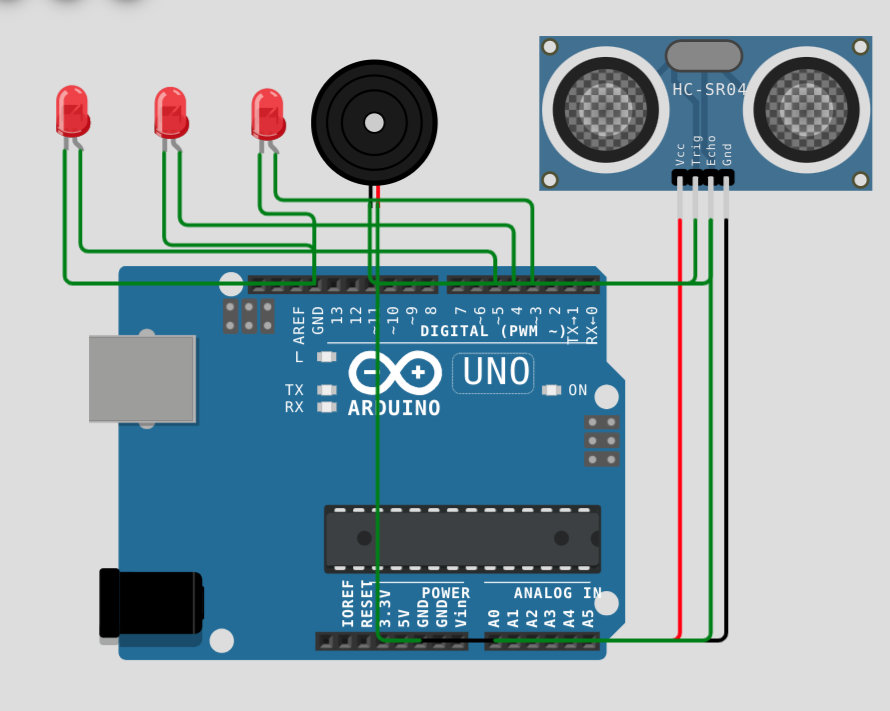 HC-SR04
Vcc
Trig
Echo
Gnd
AREF
GND
13
12
~11
~10
~9
8
7
~6
~5
4
~3
2
TX→1
RX←0
DIGITAL (PWM ~)
L
TX
RX
UNO
ON
ARDUINO
IOREF
RESET
3.3V
5V
GND
GND
Vin
POWER
ANALOG IN
A0
A1
A2
A3
A4
A5